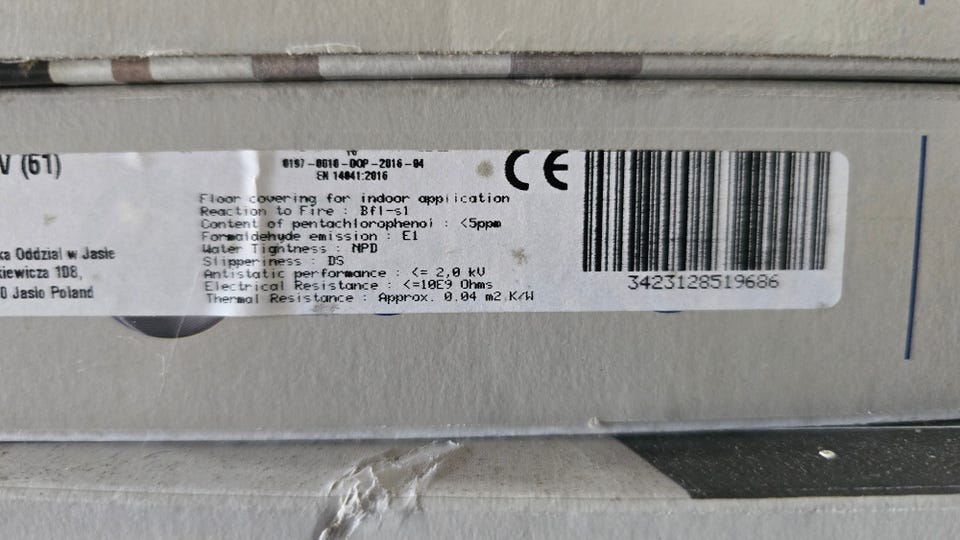 V (61)
ka Oddzial w Jasle
kiewicza 108,
0 Jaslo Poland
0197-0010-DOP-2016-04
EN 14041:2016
Floor covering for indoor application
Reaction to Fire : Bfl-s1
Content of pentachlorophenol : <5ppm
Formaldehyde emission : E1
Water Tightness : NPD
Slipperiness : DS
Antistatic performance : <= 2,0 kV
Electrical Resistance : <=10E9 Ohms
Thermal Resistance : Approx. 0.04 m2 K/W
CE
3423128519686